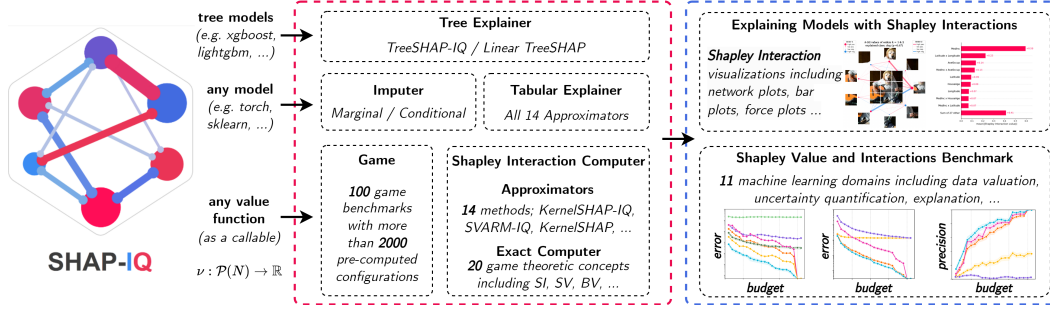 SHAP-IQ
tree models
(e.g. xgboost,
lightgbm, ...)
any model
(e.g. torch,
sklearn, ...)
any value
function
(as a callable)
ν : P(N) → ℝ
Tree Explainer
TreeSHAP-IQ / Linear TreeSHAP
Imputer
Marginal / Conditional
Tabular Explainer
All 14 Approximators
Game
100 game
benchmarks
with more
than 2000
pre-computed
configurations
Shapley Interaction Computer
Approximators
14 methods; KernelSHAP-IQ,
SVARM-IQ, KernelSHAP, ...
Exact Computer
20 game theoretic concepts
including SI, SV, BV, ...
Explaining Models with Shapley Interactions
Shapley Interaction
visualizations including
network plots, bar
plots, force plots ...
Shapley Value and Interactions Benchmark
11 machine learning domains including data valuation,
uncertainty quantification, explanation, ...
error
budget
error
budget
precision
budget